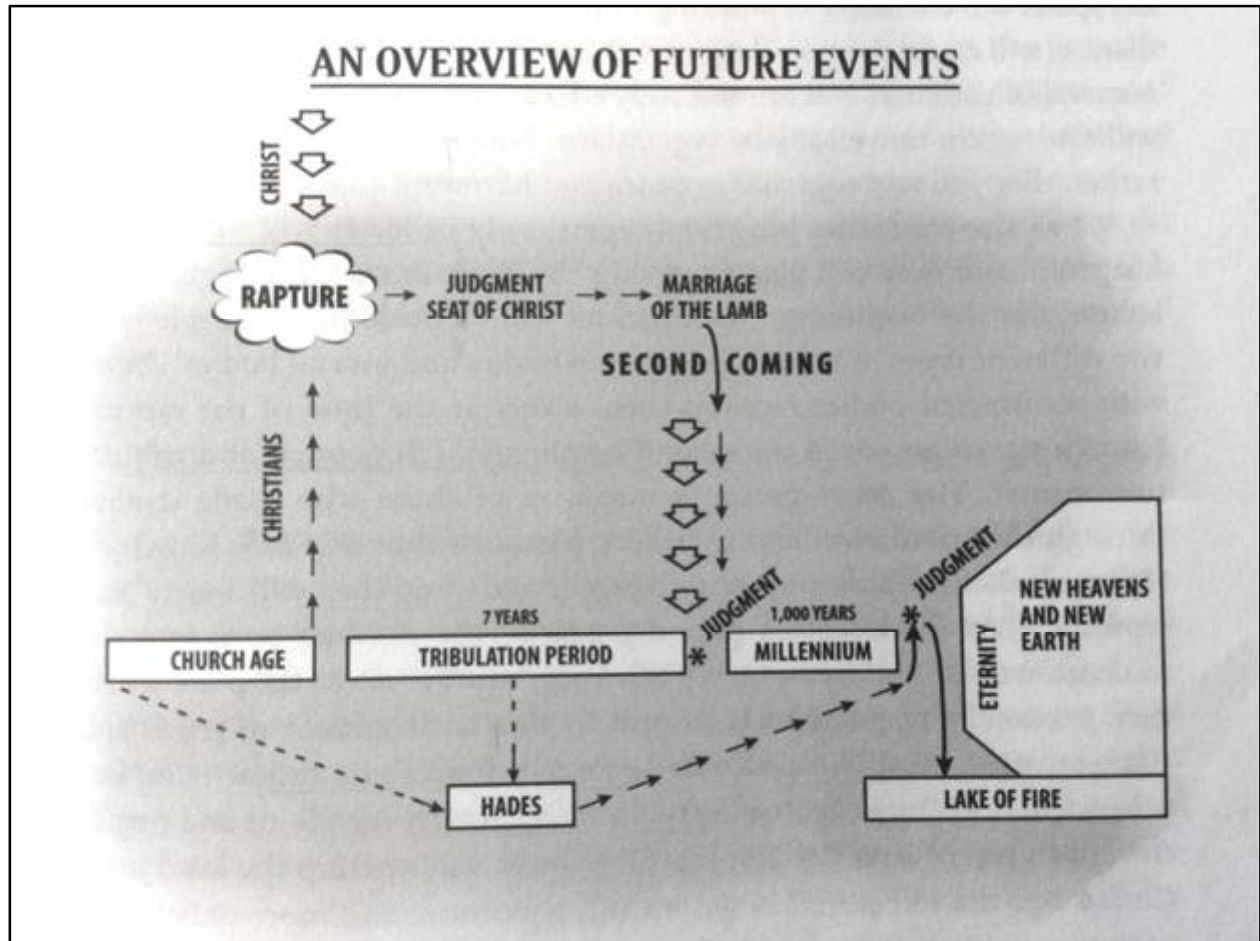 AN OVERVIEW OF FUTURE EVENTS
CHRIST
RAPTURE
JUDGMENT
SEAT OF CHRIST
MARRIAGE
OF THE LAMB
SECOND COMING
CHRISTIANS
CHURCH AGE
7 YEARS
TRIBULATION PERIOD
* JUDGMENT
1,000 YEARS
MILLENNIUM
* JUDGMENT
ETERNITY
NEW HEAVENS
AND NEW
EARTH
HADES
LAKE OF FIRE